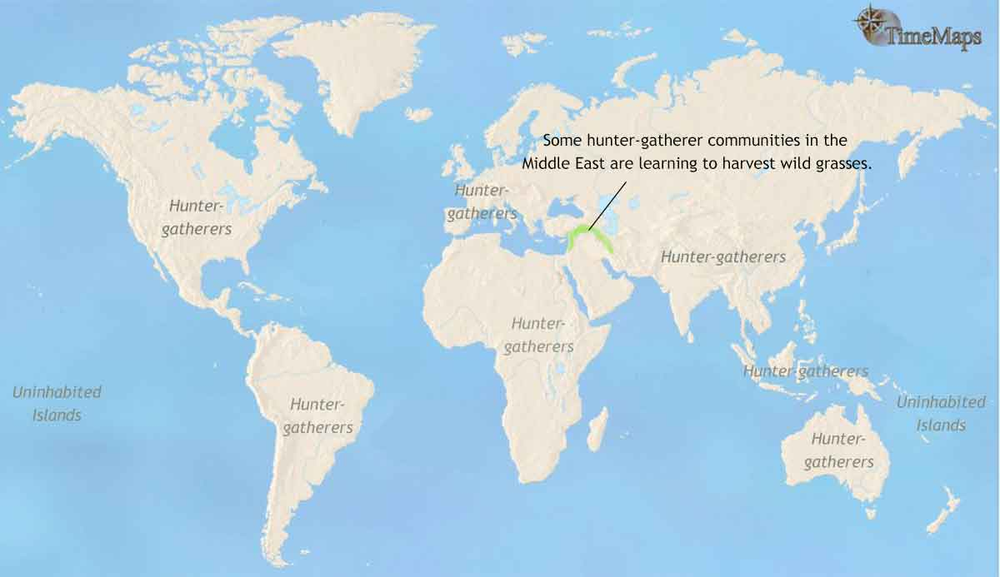 TimeMaps
Some hunter-gatherer communities in the
Middle East are learning to harvest wild grasses.
Hunter-
gatherers
Hunter-
gatherers
Hunter-gatherers
Hunter-
gatherers
Hunter-gatherers
Uninhabited
Islands
Hunter-
gatherers
Uninhabited
Islands
Hunter-
gatherers